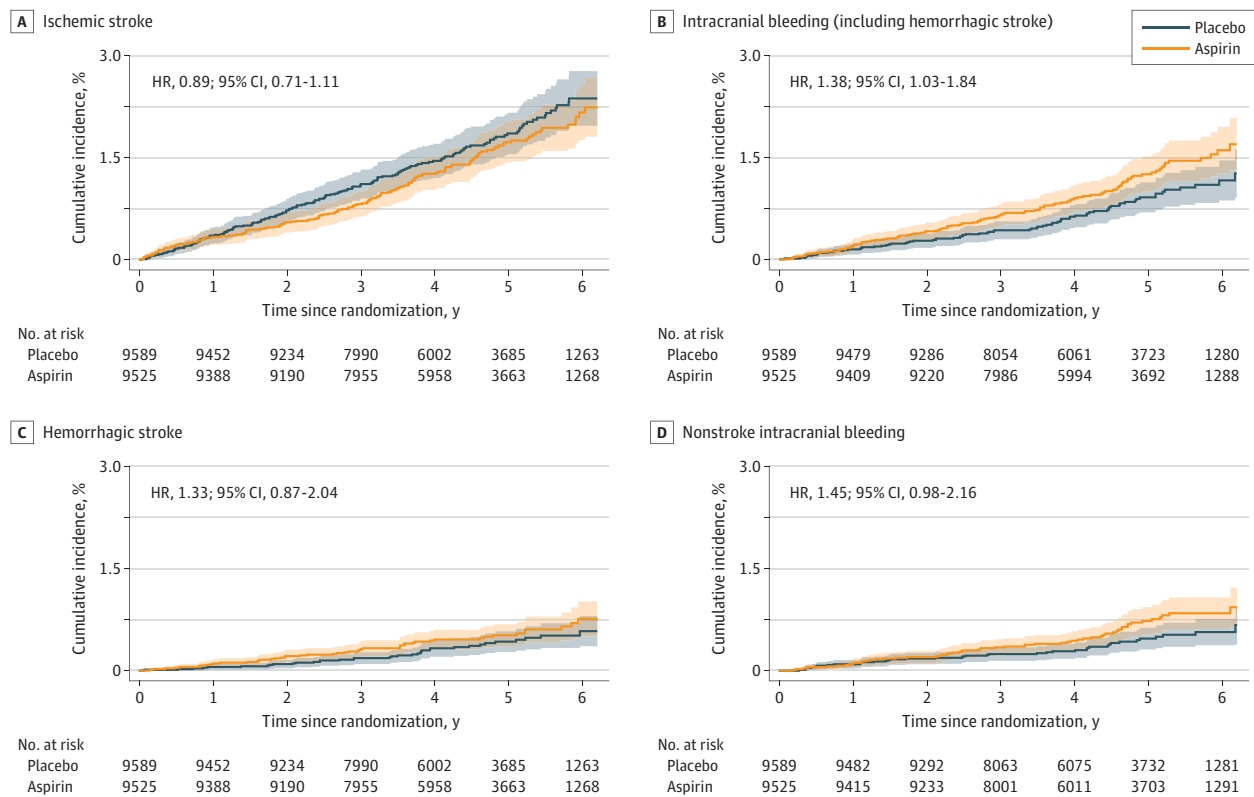 A Ischemic stroke
3.0
1.5
0
Cumulative incidence, %
HR, 0.89; 95% CI, 0.71-1.11
0 1 2 3 4 5 6
Time since randomization, y
No. at risk
Placebo 9589 9452 9234 7990 6002 3685 1263
Aspirin 9525 9388 9190 7955 5958 3663 1268
B Intracranial bleeding (including hemorrhagic stroke)
Placebo
Aspirin
3.0
1.5
0
Cumulative incidence, %
HR, 1.38; 95% CI, 1.03-1.84
0 1 2 3 4 5 6
Time since randomization, y
No. at risk
Placebo 9589 9479 9286 8054 6061 3723 1280
Aspirin 9525 9409 9220 7986 5994 3692 1288
C Hemorrhagic stroke
3.0
1.5
0
Cumulative incidence, %
HR, 1.33; 95% CI, 0.87-2.04
0 1 2 3 4 5 6
Time since randomization, y
No. at risk
Placebo 9589 9452 9234 7990 6002 3685 1263
Aspirin 9525 9388 9190 7955 5958 3663 1268
D Nonstroke intracranial bleeding
3.0
1.5
0
Cumulative incidence, %
HR, 1.45; 95% CI, 0.98-2.16
0 1 2 3 4 5 6
Time since randomization, y
No. at risk
Placebo 9589 9482 9292 8063 6075 3732 1281
Aspirin 9525 9415 9233 8001 6011 3703 1291